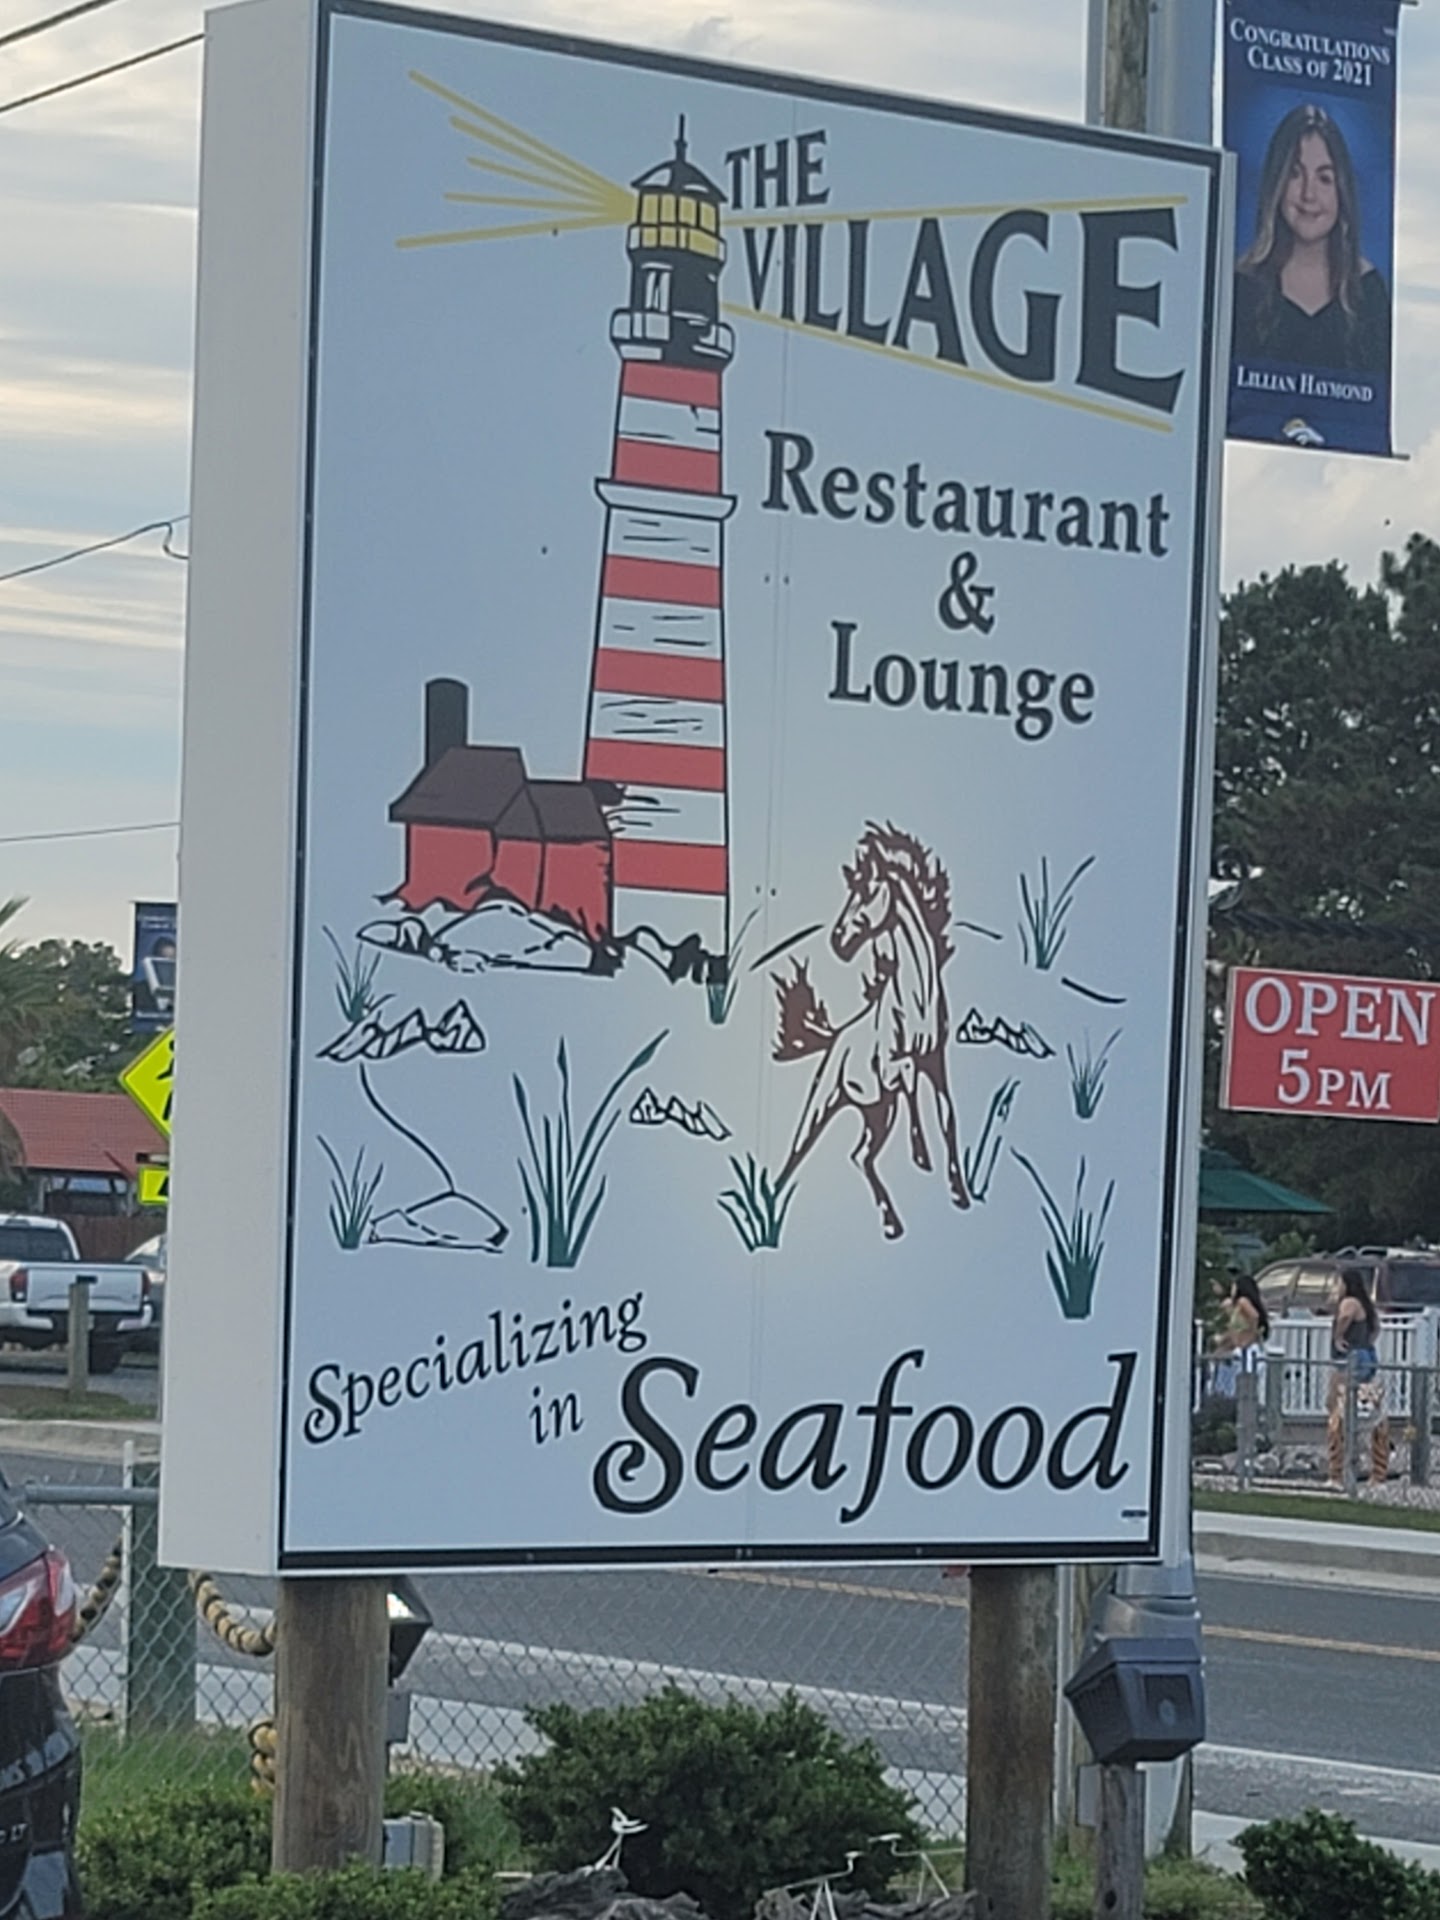 THE
VILLAGE
Restaurant
&
Lounge
Specializing
in Seafood
CONGRATULATIONS
CLASS OF 2021
LILLIAN HAYMOND
OPEN
5PM